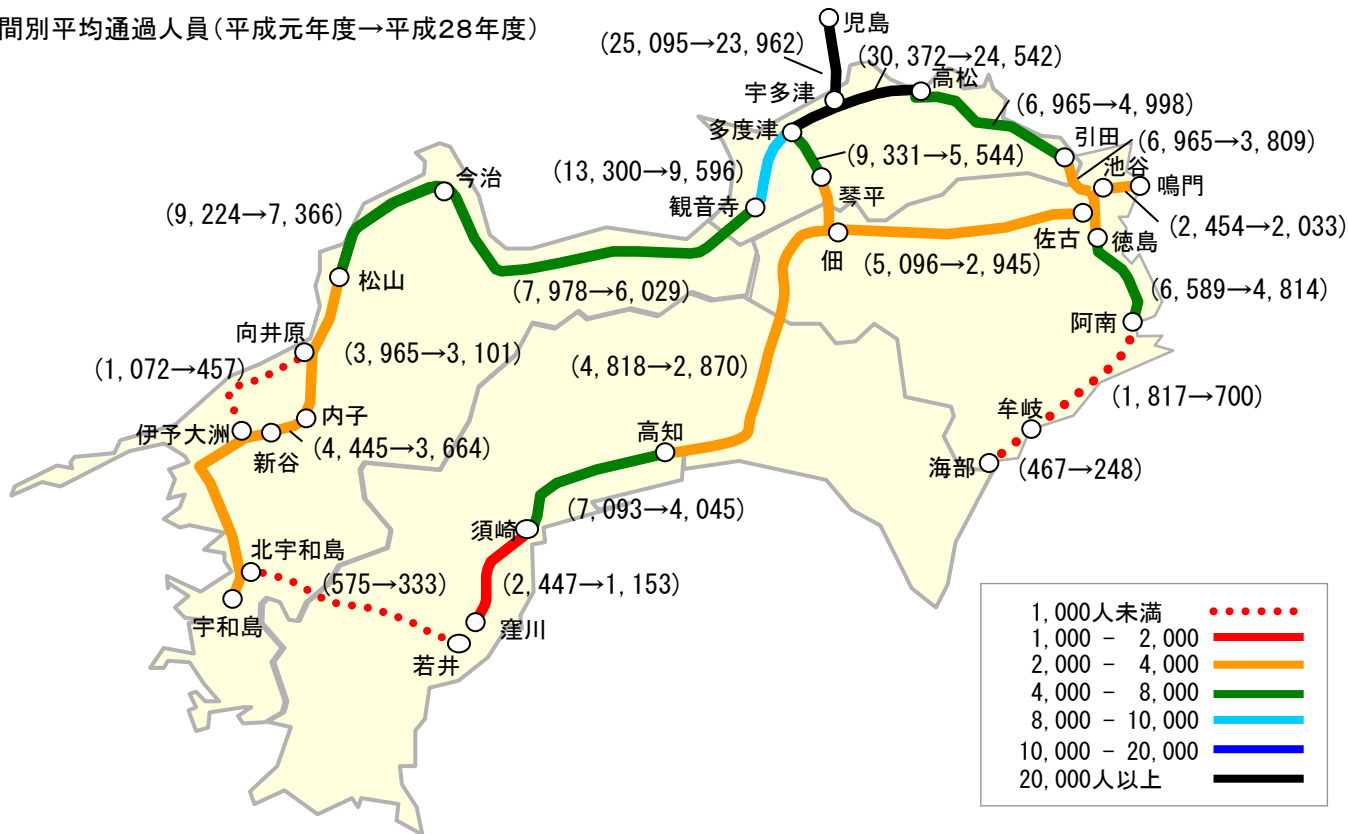 間別平均通過人員(平成元年度→平成28年度)
児島
(25,095→23,962)
(30,372→24,542)
宇多津
高松
(6,965→4,998)
多度津
引田
(6,965→3,809)
(9,331→5,544)
池谷
鳴門
(13,300→9,596)
今治
琴平
(2,454→2,033)
(9,224→7,366)
観音寺
佐古
徳島
佃
(5,096→2,945)
松山
(7,978→6,029)
(6,589→4,814)
阿南
向井原
(3,965→3,101)
(1,072→457)
(4,818→2,870)
(1,817→700)
内子
牟岐
伊予大洲
新谷
(4,445→3,664)
高知
海部
(467→248)
(7,093→4,045)
須崎
北宇和島
(575→333)
(2,447→1,153)
宇和島
窪川
若井
1,000人未満
1,000 - 2,000
2,000 - 4,000
4,000 - 8,000
8,000 - 10,000
10,000 - 20,000
20,000人以上